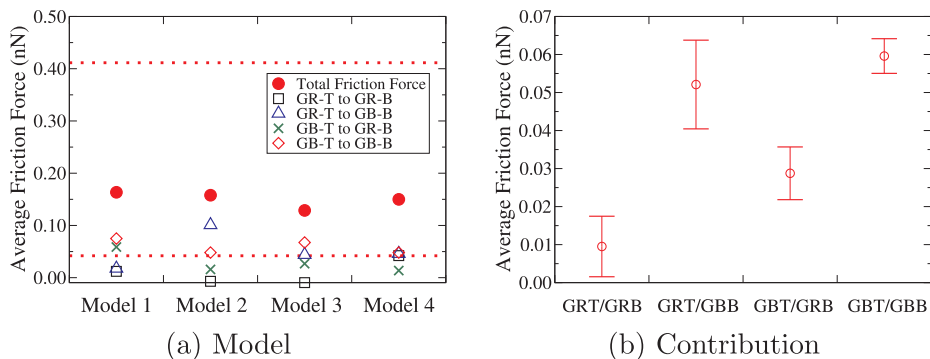 Average Friction Force (nN)
0.50
0.40
0.30
0.20
0.10
0.00
Total Friction Force
GR-T to GR-B
GR-T to GB-B
GB-T to GR-B
GB-T to GB-B
Model 1 Model 2 Model 3 Model 4
(a) Model
Average Friction Force (nN)
0.07
0.06
0.05
0.04
0.03
0.02
0.01
0.00
GRT/GRB GRT/GBB GBT/GRB GBT/GBB
(b) Contribution